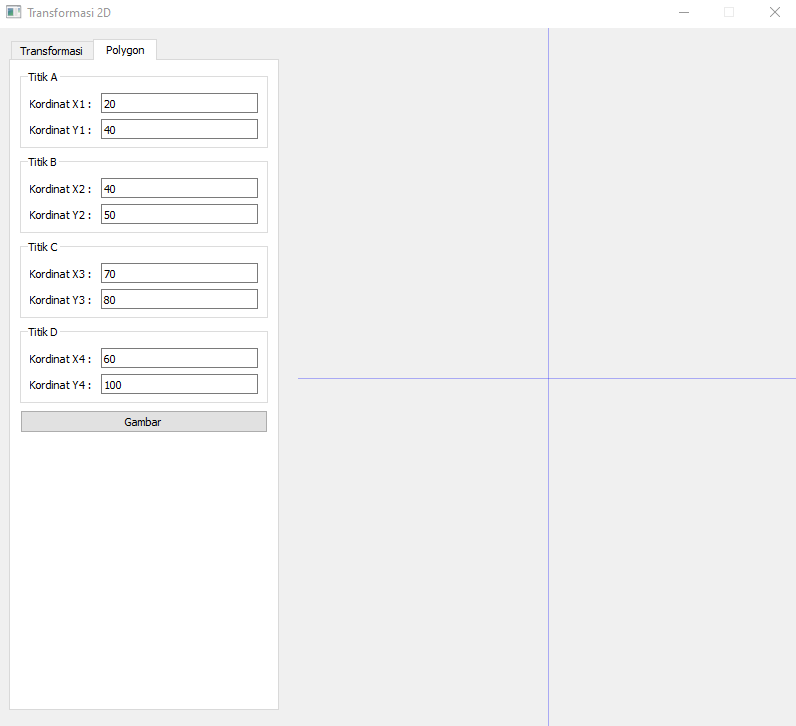 Transformasi 2D
Transformasi Polygon
Titik A
Kordinat X1 : 20
Kordinat Y1 : 40
Titik B
Kordinat X2 : 40
Kordinat Y2 : 50
Titik C
Kordinat X3 : 70
Kordinat Y3 : 80
Titik D
Kordinat X4 : 60
Kordinat Y4 : 100
Gambar